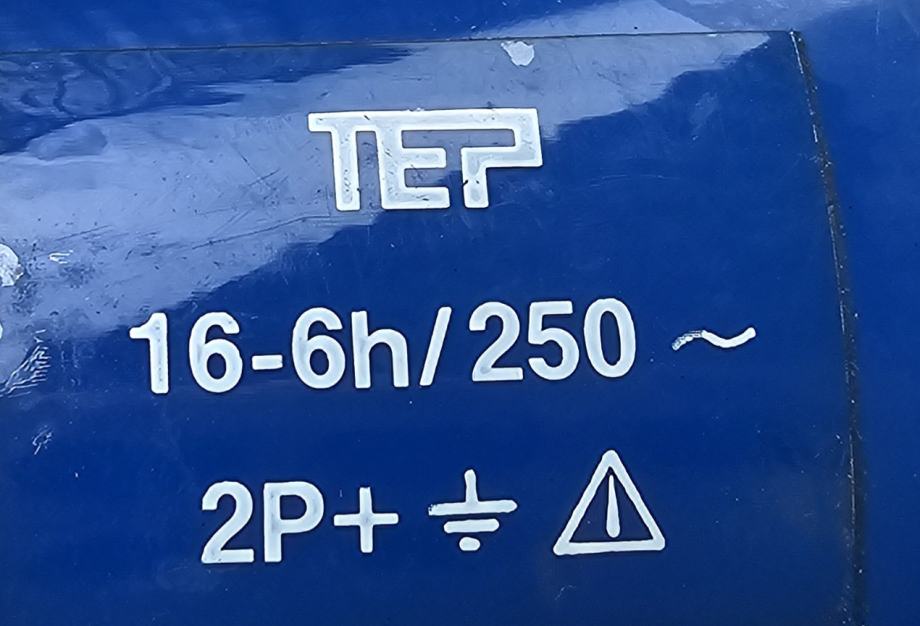 TEP
16-6h/250 ~
2P+ ⏚ ⚠